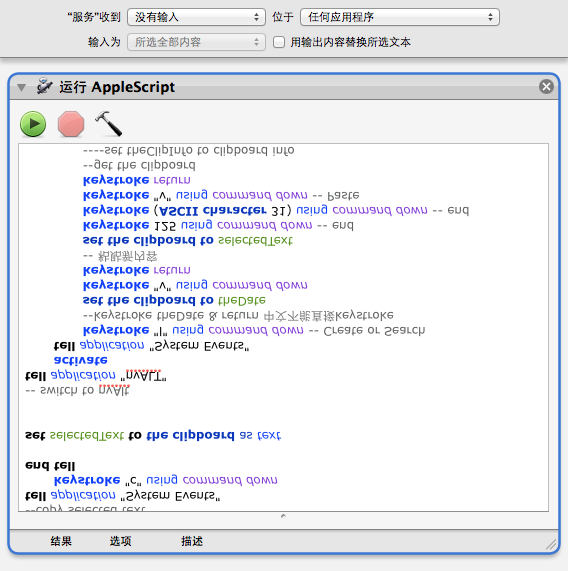 “服务”收到 没有输入 位于 任何应用程序
输入为 所选全部内容 用输出内容替换所选文本
运行 AppleScript
--copy selected text
tell application "System Events"
keystroke "c" using command down
end tell
set selectedText to the clipboard as text
-- switch to nvAlt
tell application "nvALT"
activate
tell application "System Events"
keystroke "l" using command down -- Create or Search
--keystroke theDate & return 中文不能直接keystroke
set the clipboard to theDate
keystroke "v" using command down
keystroke return
-- 粘贴新内容
set the clipboard to selectedText
keystroke 125 using command down -- end
keystroke (ASCII character 31) using command down -- end
keystroke "v" using command down -- Paste
keystroke return
--get the clipboard
----set theClipInfo to clipboard info
结果 选项 描述